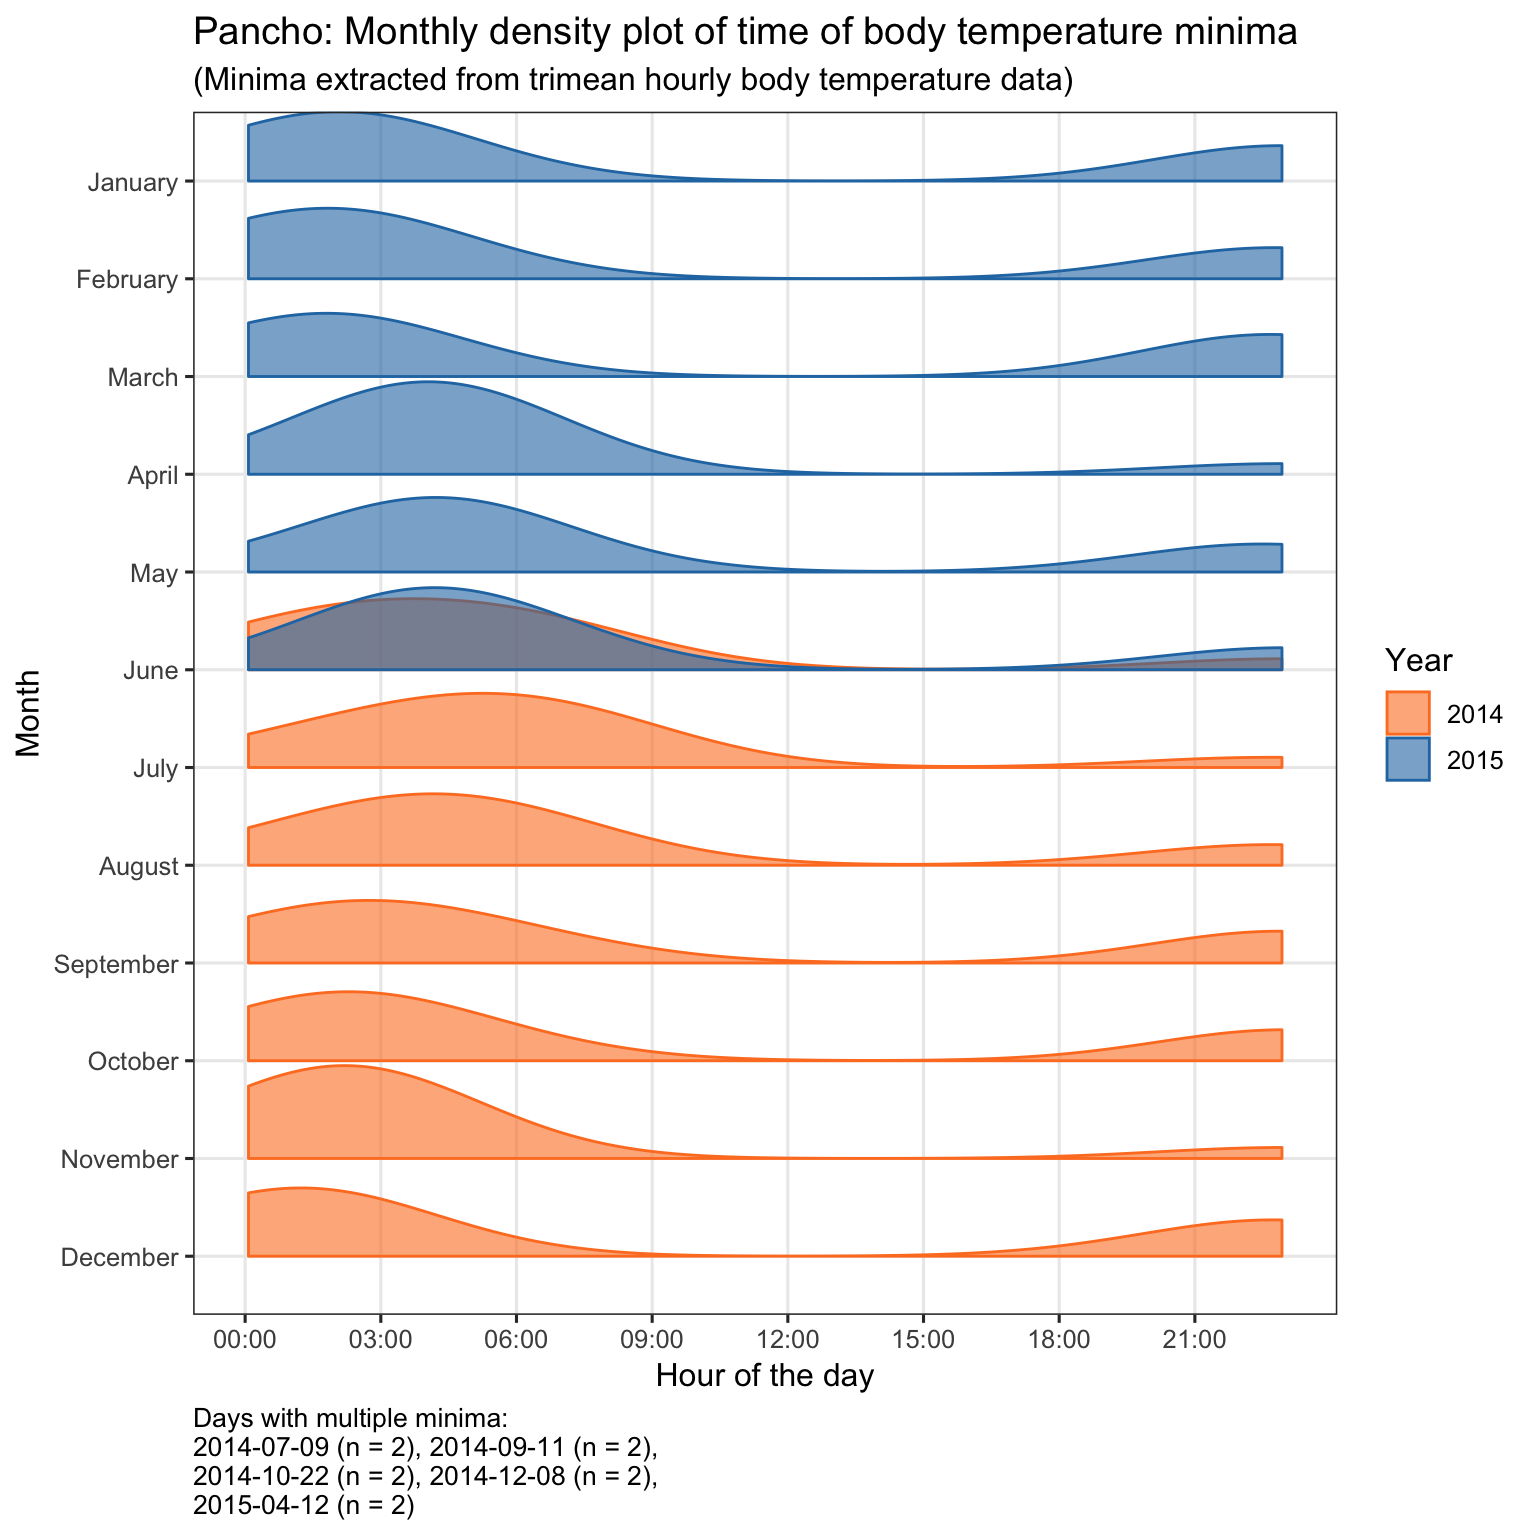 Pancho: Monthly density plot of time of body temperature minima
(Minima extracted from trimean hourly body temperature data)
January
February
March
April
May
June
July
August
September
October
November
December
Month
00:00 03:00 06:00 09:00 12:00 15:00 18:00 21:00
Hour of the day
Year
2014
2015
Days with multiple minima:
2014-07-09 (n = 2), 2014-09-11 (n = 2),
2014-10-22 (n = 2), 2014-12-08 (n = 2),
2015-04-12 (n = 2)